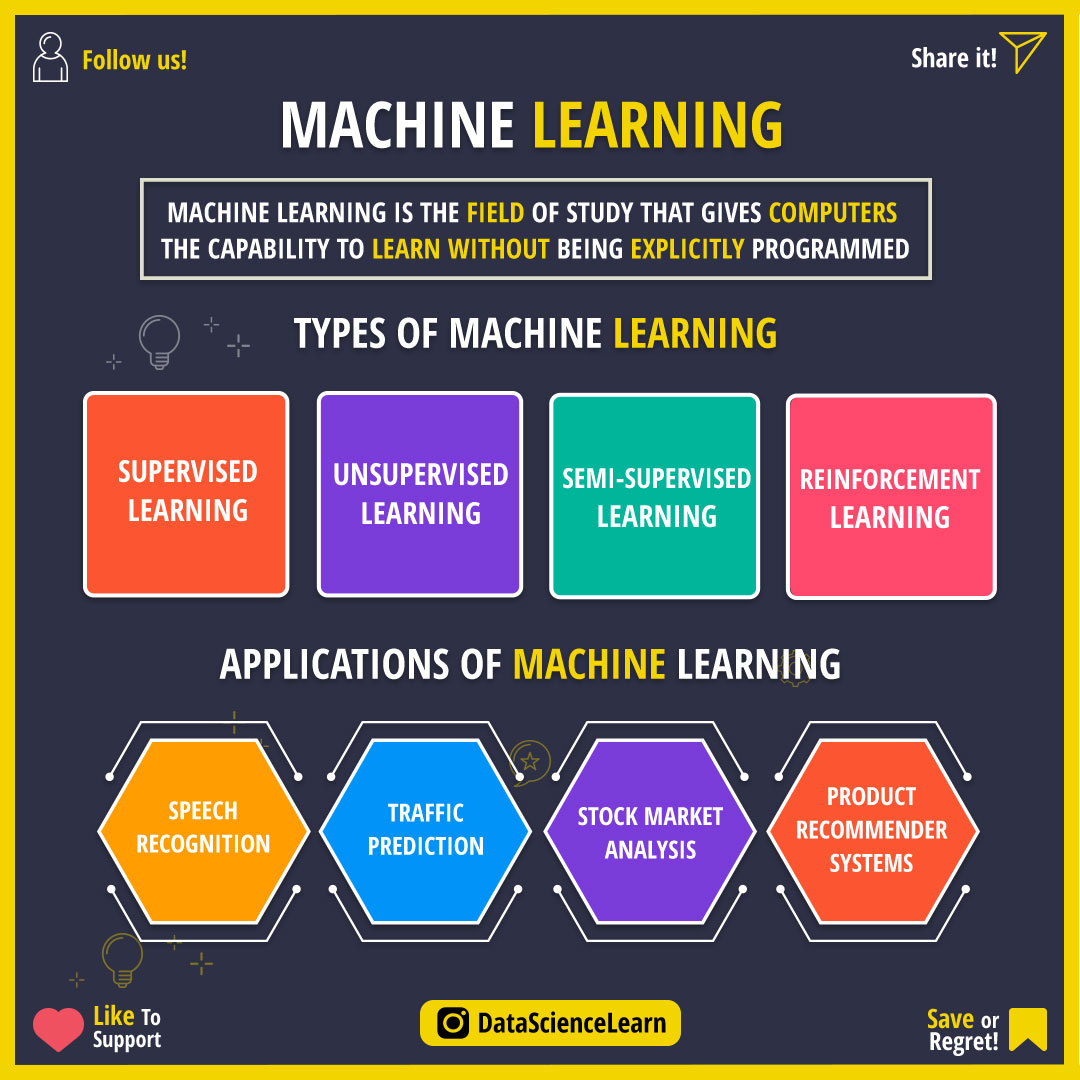 Follow us!
Share it!
MACHINE LEARNING
MACHINE LEARNING IS THE FIELD OF STUDY THAT GIVES COMPUTERS
THE CAPABILITY TO LEARN WITHOUT BEING EXPLICITLY PROGRAMMED
TYPES OF MACHINE LEARNING
SUPERVISED
LEARNING
UNSUPERVISED
LEARNING
SEMI-SUPERVISED
LEARNING
REINFORCEMENT
LEARNING
APPLICATIONS OF MACHINE LEARNING
SPEECH
RECOGNITION
TRAFFIC
PREDICTION
STOCK MARKET
ANALYSIS
PRODUCT
RECOMMENDER
SYSTEMS
Like To
Support
DataScienceLearn
Save or
Regret!